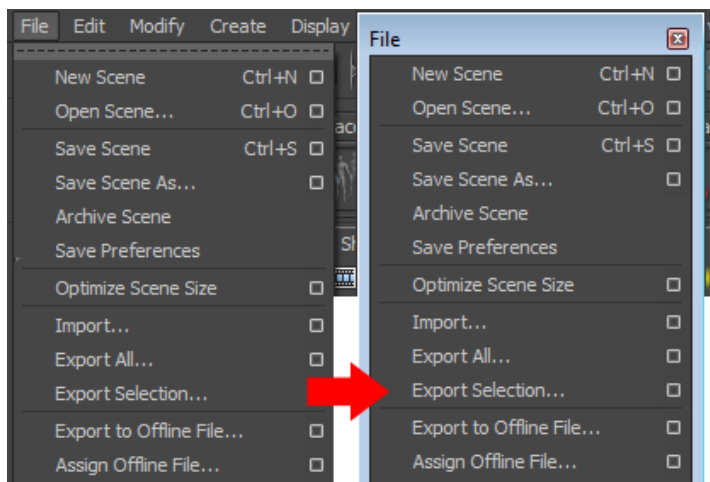 File Edit Modify Create Display
New Scene Ctrl+N
Open Scene... Ctrl+O
Save Scene Ctrl+S
Save Scene As...
Archive Scene
Save Preferences
Optimize Scene Size
Import...
Export All...
Export Selection...
Export to Offline File...
Assign Offline File...
File
New Scene Ctrl+N
Open Scene... Ctrl+O
Save Scene Ctrl+S
Save Scene As...
Archive Scene
Save Preferences
Optimize Scene Size
Import...
Export All...
Export Selection...
Export to Offline File...
Assign Offline File...